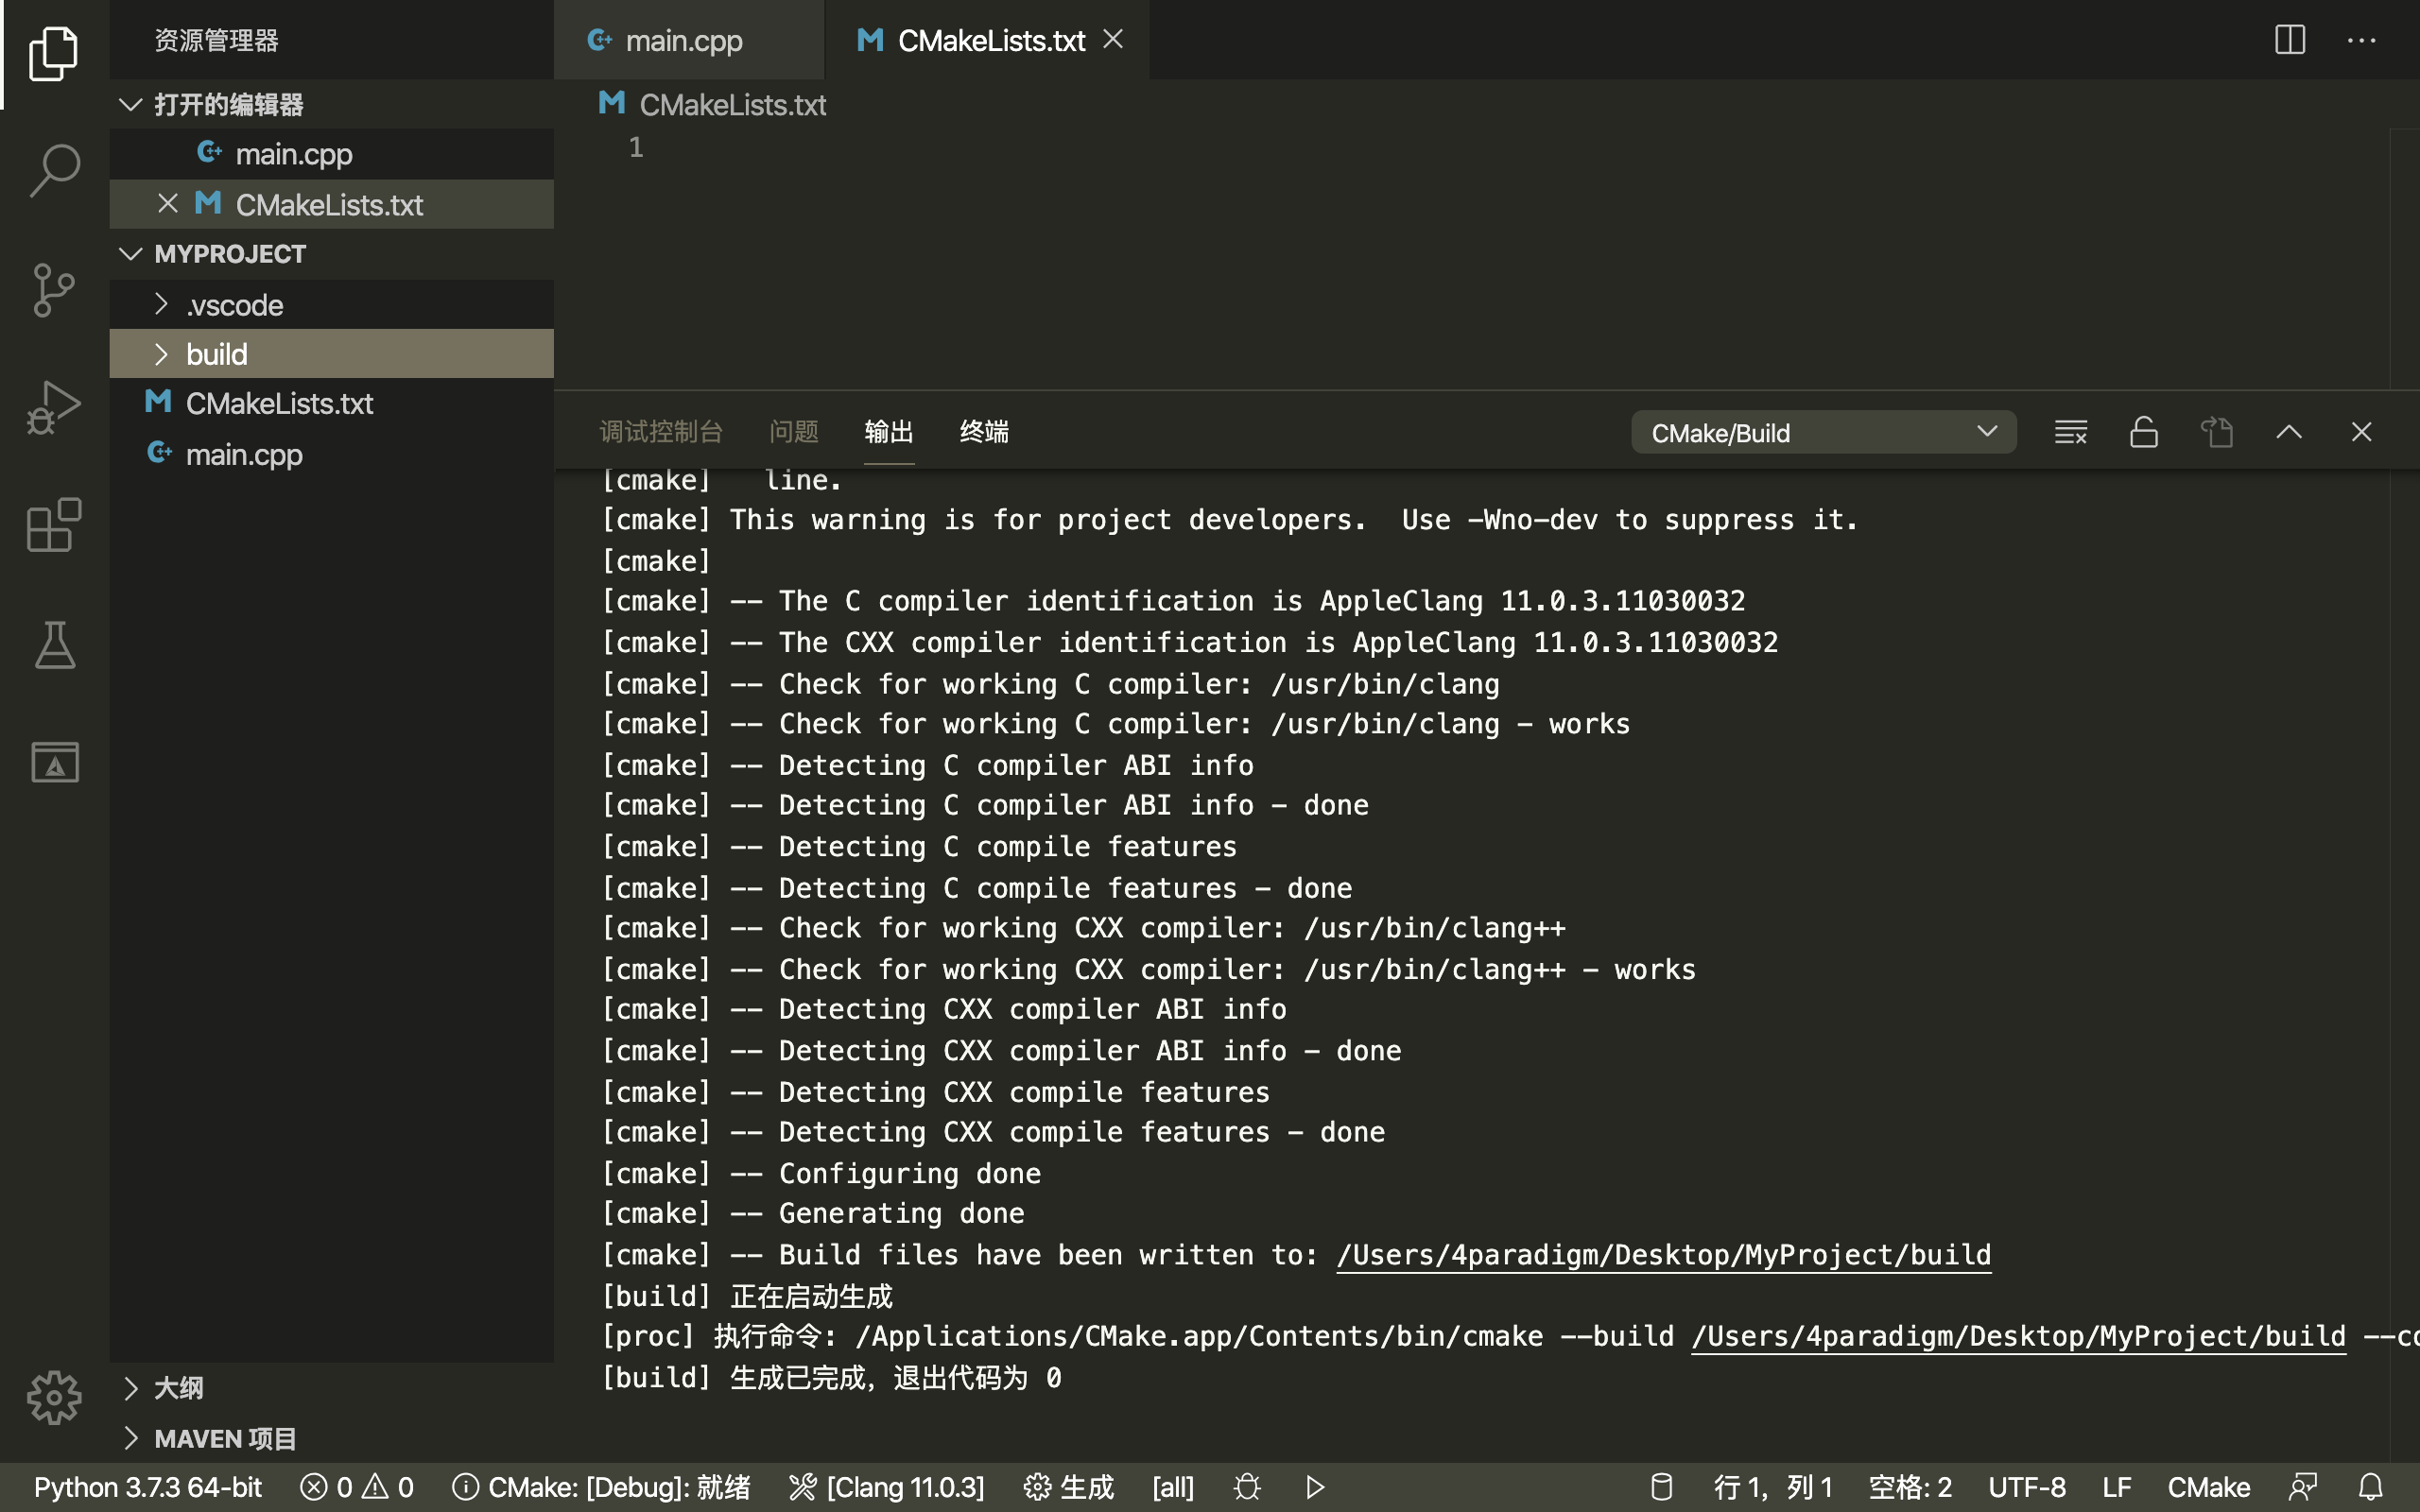 资源管理器
打开的编辑器
main.cpp
CMakeLists.txt
MYPROJECT
.vscode
build
CMakeLists.txt
main.cpp
大纲
MAVEN 项目
main.cpp
CMakeLists.txt
CMakeLists.txt
1
调试控制台 问题 输出 终端
CMake/Build
[cmake]   line.
[cmake] This warning is for project developers.  Use -Wno-dev to suppress it.
[cmake]
[cmake] -- The C compiler identification is AppleClang 11.0.3.11030032
[cmake] -- The CXX compiler identification is AppleClang 11.0.3.11030032
[cmake] -- Check for working C compiler: /usr/bin/clang
[cmake] -- Check for working C compiler: /usr/bin/clang - works
[cmake] -- Detecting C compiler ABI info
[cmake] -- Detecting C compiler ABI info - done
[cmake] -- Detecting C compile features
[cmake] -- Detecting C compile features - done
[cmake] -- Check for working CXX compiler: /usr/bin/clang++
[cmake] -- Check for working CXX compiler: /usr/bin/clang++ - works
[cmake] -- Detecting CXX compiler ABI info
[cmake] -- Detecting CXX compiler ABI info - done
[cmake] -- Detecting CXX compile features
[cmake] -- Detecting CXX compile features - done
[cmake] -- Configuring done
[cmake] -- Generating done
[cmake] -- Build files have been written to: /Users/4paradigm/Desktop/MyProject/build
[build] 正在启动生成
[proc] 执行命令: /Applications/CMake.app/Contents/bin/cmake --build /Users/4paradigm/Desktop/MyProject/build --co
[build] 生成已完成，退出代码为 0
Python 3.7.3 64-bit 0 0 CMake: [Debug]: 就绪 [Clang 11.0.3] 生成 [all] 行 1，列 1 空格: 2 UTF-8 LF CMake